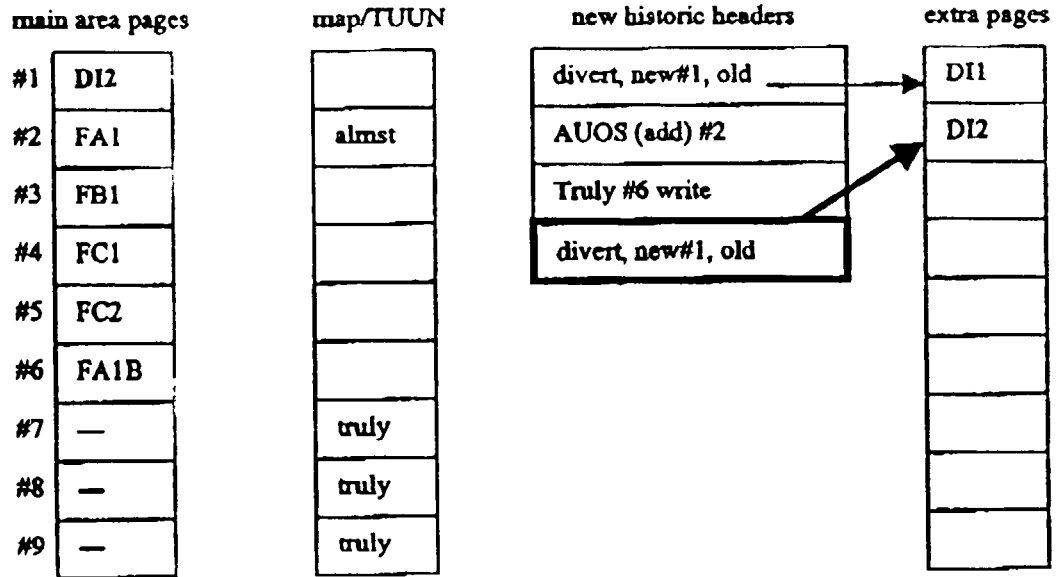 main area pages map/TUUN new historic headers extra pages
#1 DI2 divert, new#1, old DI1
#2 FA1 almst AUOS (add) #2 DI2
#3 FB1 Truly #6 write
#4 FC1 divert, new#1, old
#5 FC2
#6 FA1B
#7 — truly
#8 — truly
#9 — truly